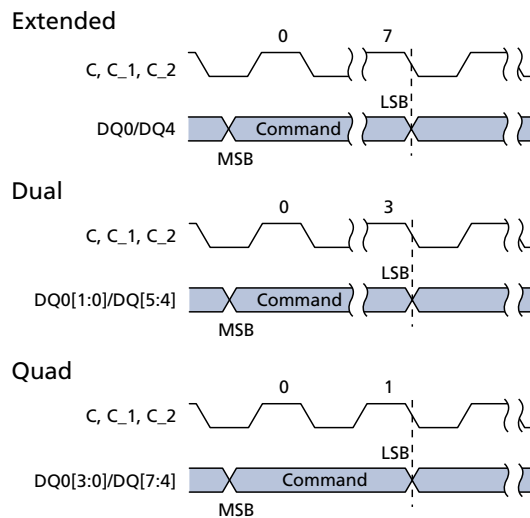 Extended
0 7
C, C_1, C_2
LSB
DQ0/DQ4 Command
MSB
Dual
0 3
C, C_1, C_2
LSB
DQ0[1:0]/DQ[5:4] Command
MSB
Quad
0 1
C, C_1, C_2
LSB
DQ0[3:0]/DQ[7:4] Command
MSB